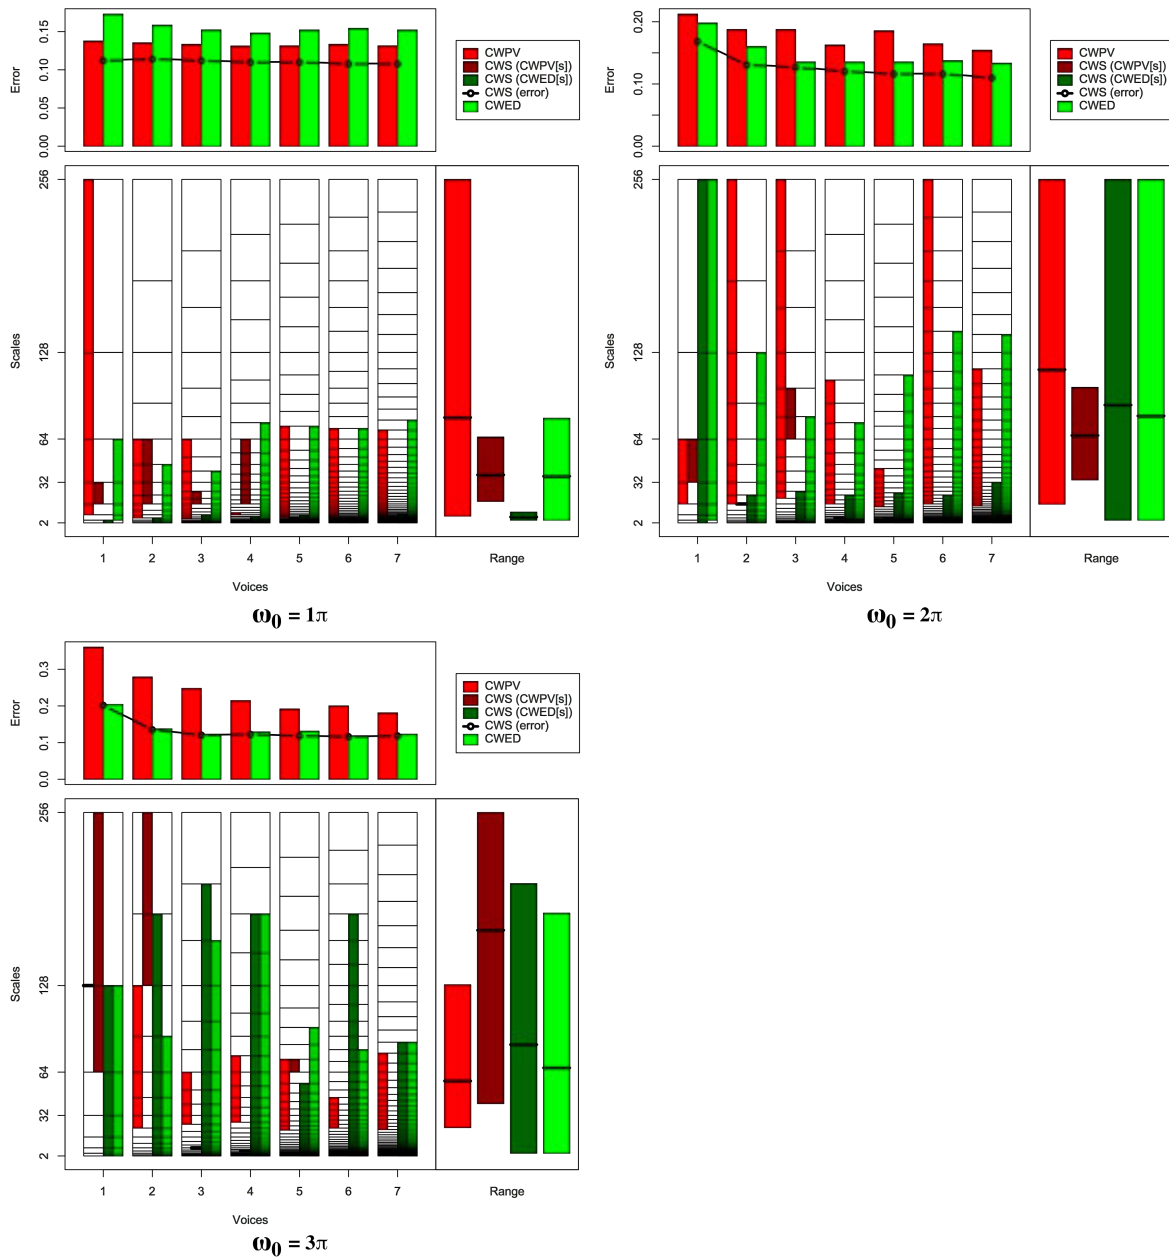 0.15
0.10
0.05
0.00
Error
CWPV
CWS (CWPV[s])
CWS (CWED[s])
CWS (error)
CWED
256
128
64
32
2
Scales
1 2 3 4 5 6 7
Range
Voices
ω0 = 1π
0.20
0.10
0.00
Error
CWPV
CWS (CWPV[s])
CWS (CWED[s])
CWS (error)
CWED
256
128
64
32
2
Scales
1 2 3 4 5 6 7
Range
Voices
ω0 = 2π
0.3
0.2
0.1
0.0
Error
CWPV
CWS (CWPV[s])
CWS (CWED[s])
CWS (error)
CWED
256
128
64
32
2
Scales
1 2 3 4 5 6 7
Range
Voices
ω0 = 3π